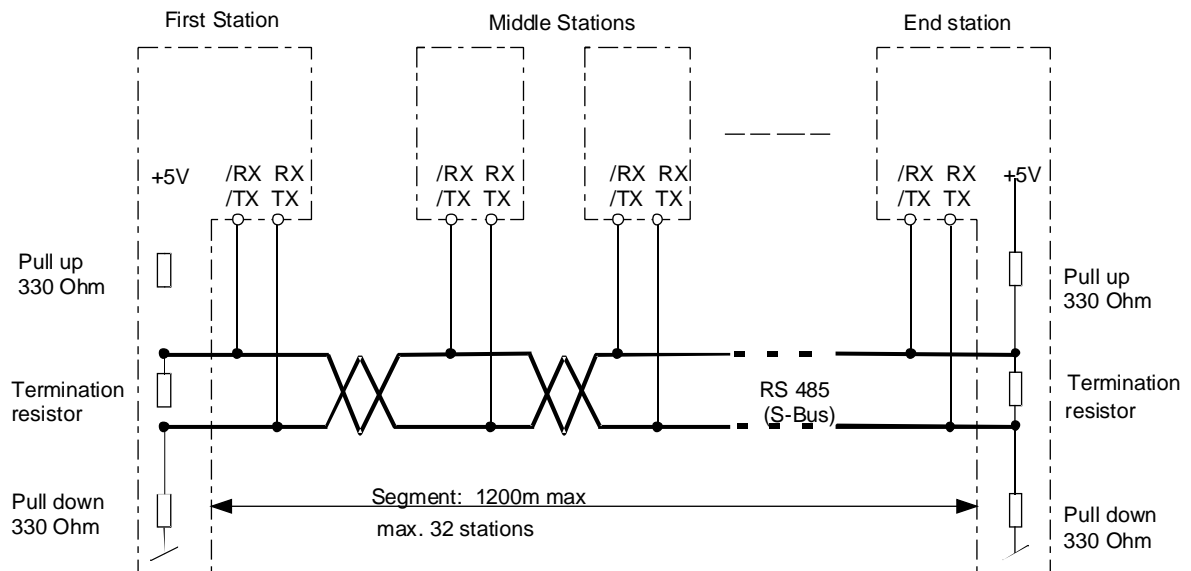 First Station
Middle Stations
End station
+5V
/RX RX
/TX TX
/RX RX
/TX TX
/RX RX
/TX TX
/RX RX
/TX TX
+5V
Pull up
330 Ohm
Pull up
330 Ohm
Termination
resistor
RS 485
(S-Bus)
Termination
resistor
Pull down
330 Ohm
Segment: 1200m max
max. 32 stations
Pull down
330 Ohm